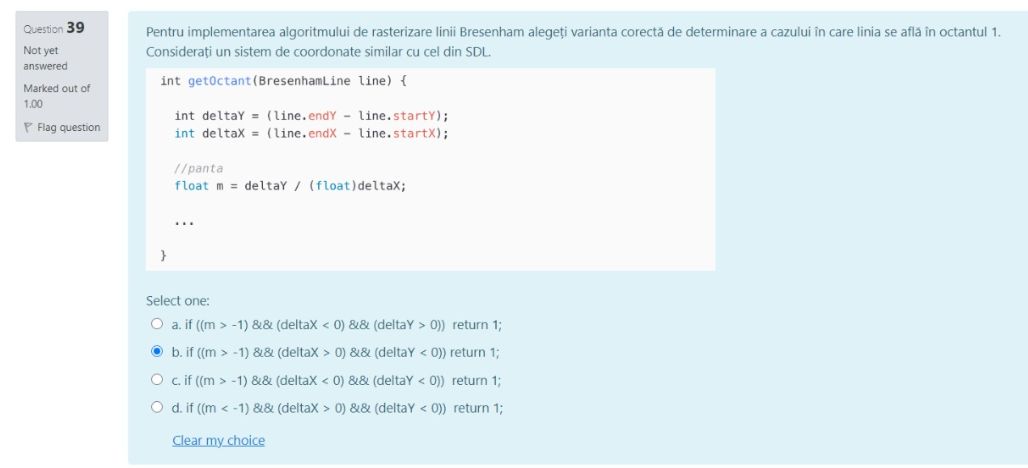 Question 39
Not yet
answered
Marked out of
1.00
Flag question
Pentru implementarea algoritmului de rasterizare linii Bresenham alegeți varianta corectă de determinare a cazului în care linia se află în octantul 1.
Considerați un sistem de coordonate similar cu cel din SDL.
int getOctant(BresenhamLine line) {
int deltaY = (line.endY - line.startY);
int deltaX = (line.endX - line.startX);
//panta
float m = deltaY / (float)deltaX;
...
}
Select one:
a. if ((m > -1) && (deltaX < 0) && (deltaY > 0)) return 1;
b. if ((m > -1) && (deltaX > 0) && (deltaY < 0)) return 1;
c. if ((m > -1) && (deltaX < 0) && (deltaY < 0)) return 1;
d. if ((m < -1) && (deltaX > 0) && (deltaY < 0)) return 1;
Clear my choice